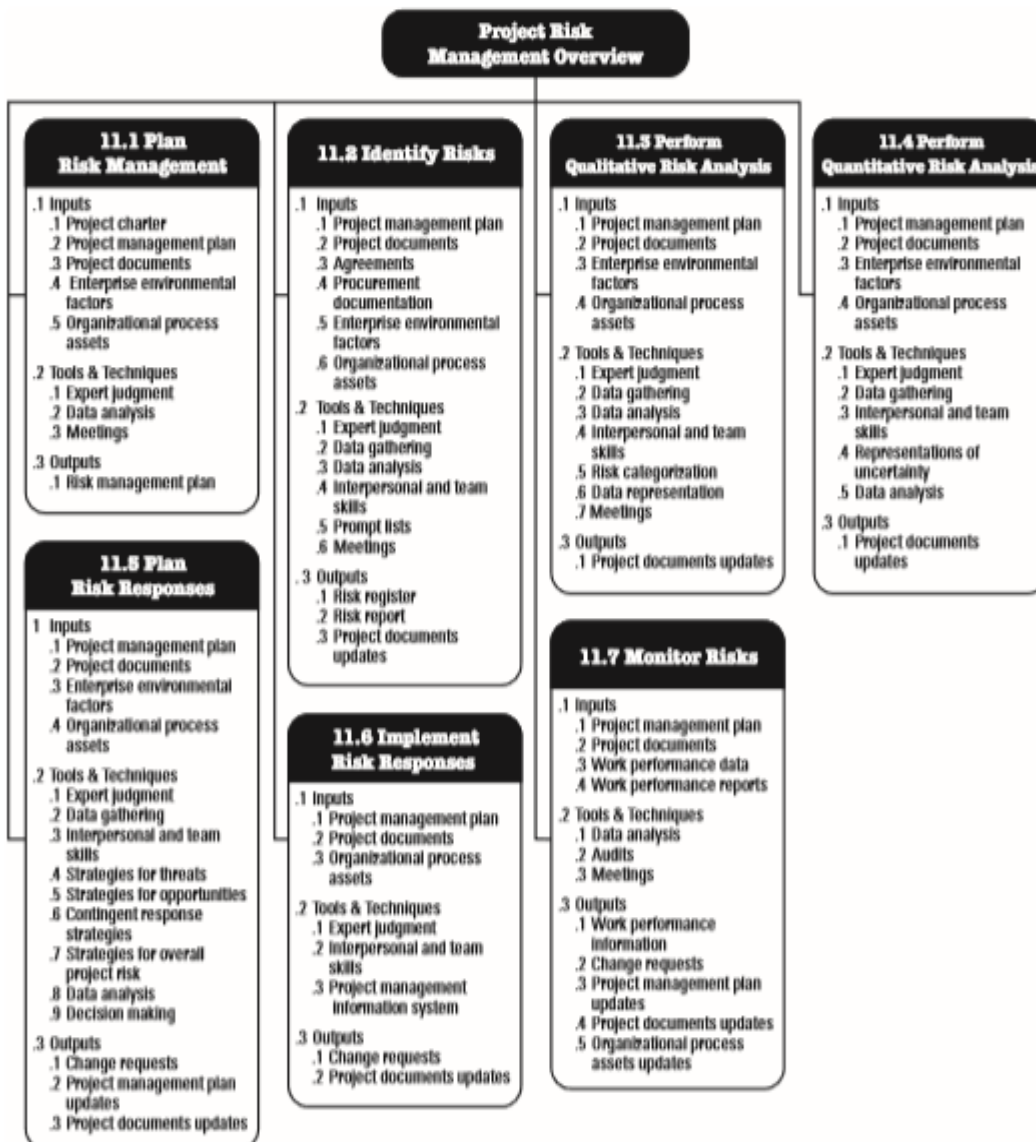 Project Risk
Management Overview
11.1 Plan
Risk Management
.1 Inputs
.1 Project charter
.2 Project management plan
.3 Project documents
.4 Enterprise environmental
factors
.5 Organizational process
assets
.2 Tools & Techniques
.1 Expert judgment
.2 Data analysis
.3 Meetings
.3 Outputs
.1 Risk management plan
11.2 Identify Risks
.1 Inputs
.1 Project management plan
.2 Project documents
.3 Agreements
.4 Procurement
documentation
.5 Enterprise environmental
factors
.6 Organizational process
assets
.2 Tools & Techniques
.1 Expert judgment
.2 Data gathering
.3 Data analysis
.4 Interpersonal and team
skills
.5 Prompt lists
.6 Meetings
.3 Outputs
.1 Risk register
.2 Risk report
.3 Project documents
updates
11.3 Perform
Qualitative Risk Analysis
.1 Inputs
.1 Project management plan
.2 Project documents
.3 Enterprise environmental
factors
.4 Organizational process
assets
.2 Tools & Techniques
.1 Expert judgment
.2 Data gathering
.3 Data analysis
.4 Interpersonal and team
skills
.5 Risk categorization
.6 Data representation
.7 Meetings
.3 Outputs
.1 Project documents updates
11.4 Perform
Quantitative Risk Analysis
.1 Inputs
.1 Project management plan
.2 Project documents
.3 Enterprise environmental
factors
.4 Organizational process
assets
.2 Tools & Techniques
.1 Expert judgment
.2 Data gathering
.3 Interpersonal and team
skills
.4 Representations of
uncertainty
.5 Data analysis
.3 Outputs
.1 Project documents
updates
11.5 Plan
Risk Responses
1 Inputs
.1 Project management plan
.2 Project documents
.3 Enterprise environmental
factors
.4 Organizational process
assets
.2 Tools & Techniques
.1 Expert judgment
.2 Data gathering
.3 Interpersonal and team
skills
.4 Strategies for threats
.5 Strategies for opportunities
.6 Contingent response
strategies
.7 Strategies for overall
project risk
.8 Data analysis
.9 Decision making
.3 Outputs
.1 Change requests
.2 Project management plan
updates
.3 Project documents updates
11.6 Implement
Risk Responses
.1 Inputs
.1 Project management plan
.2 Project documents
.3 Organizational process
assets
.2 Tools & Techniques
.1 Expert judgment
.2 Interpersonal and team
skills
.3 Project management
information system
.3 Outputs
.1 Change requests
.2 Project documents updates
11.7 Monitor Risks
.1 Inputs
.1 Project management plan
.2 Project documents
.3 Work performance data
.4 Work performance reports
.2 Tools & Techniques
.1 Data analysis
.2 Audits
.3 Meetings
.3 Outputs
.1 Work performance
information
.2 Change requests
.3 Project management plan
updates
.4 Project documents updates
.5 Organizational process
assets updates